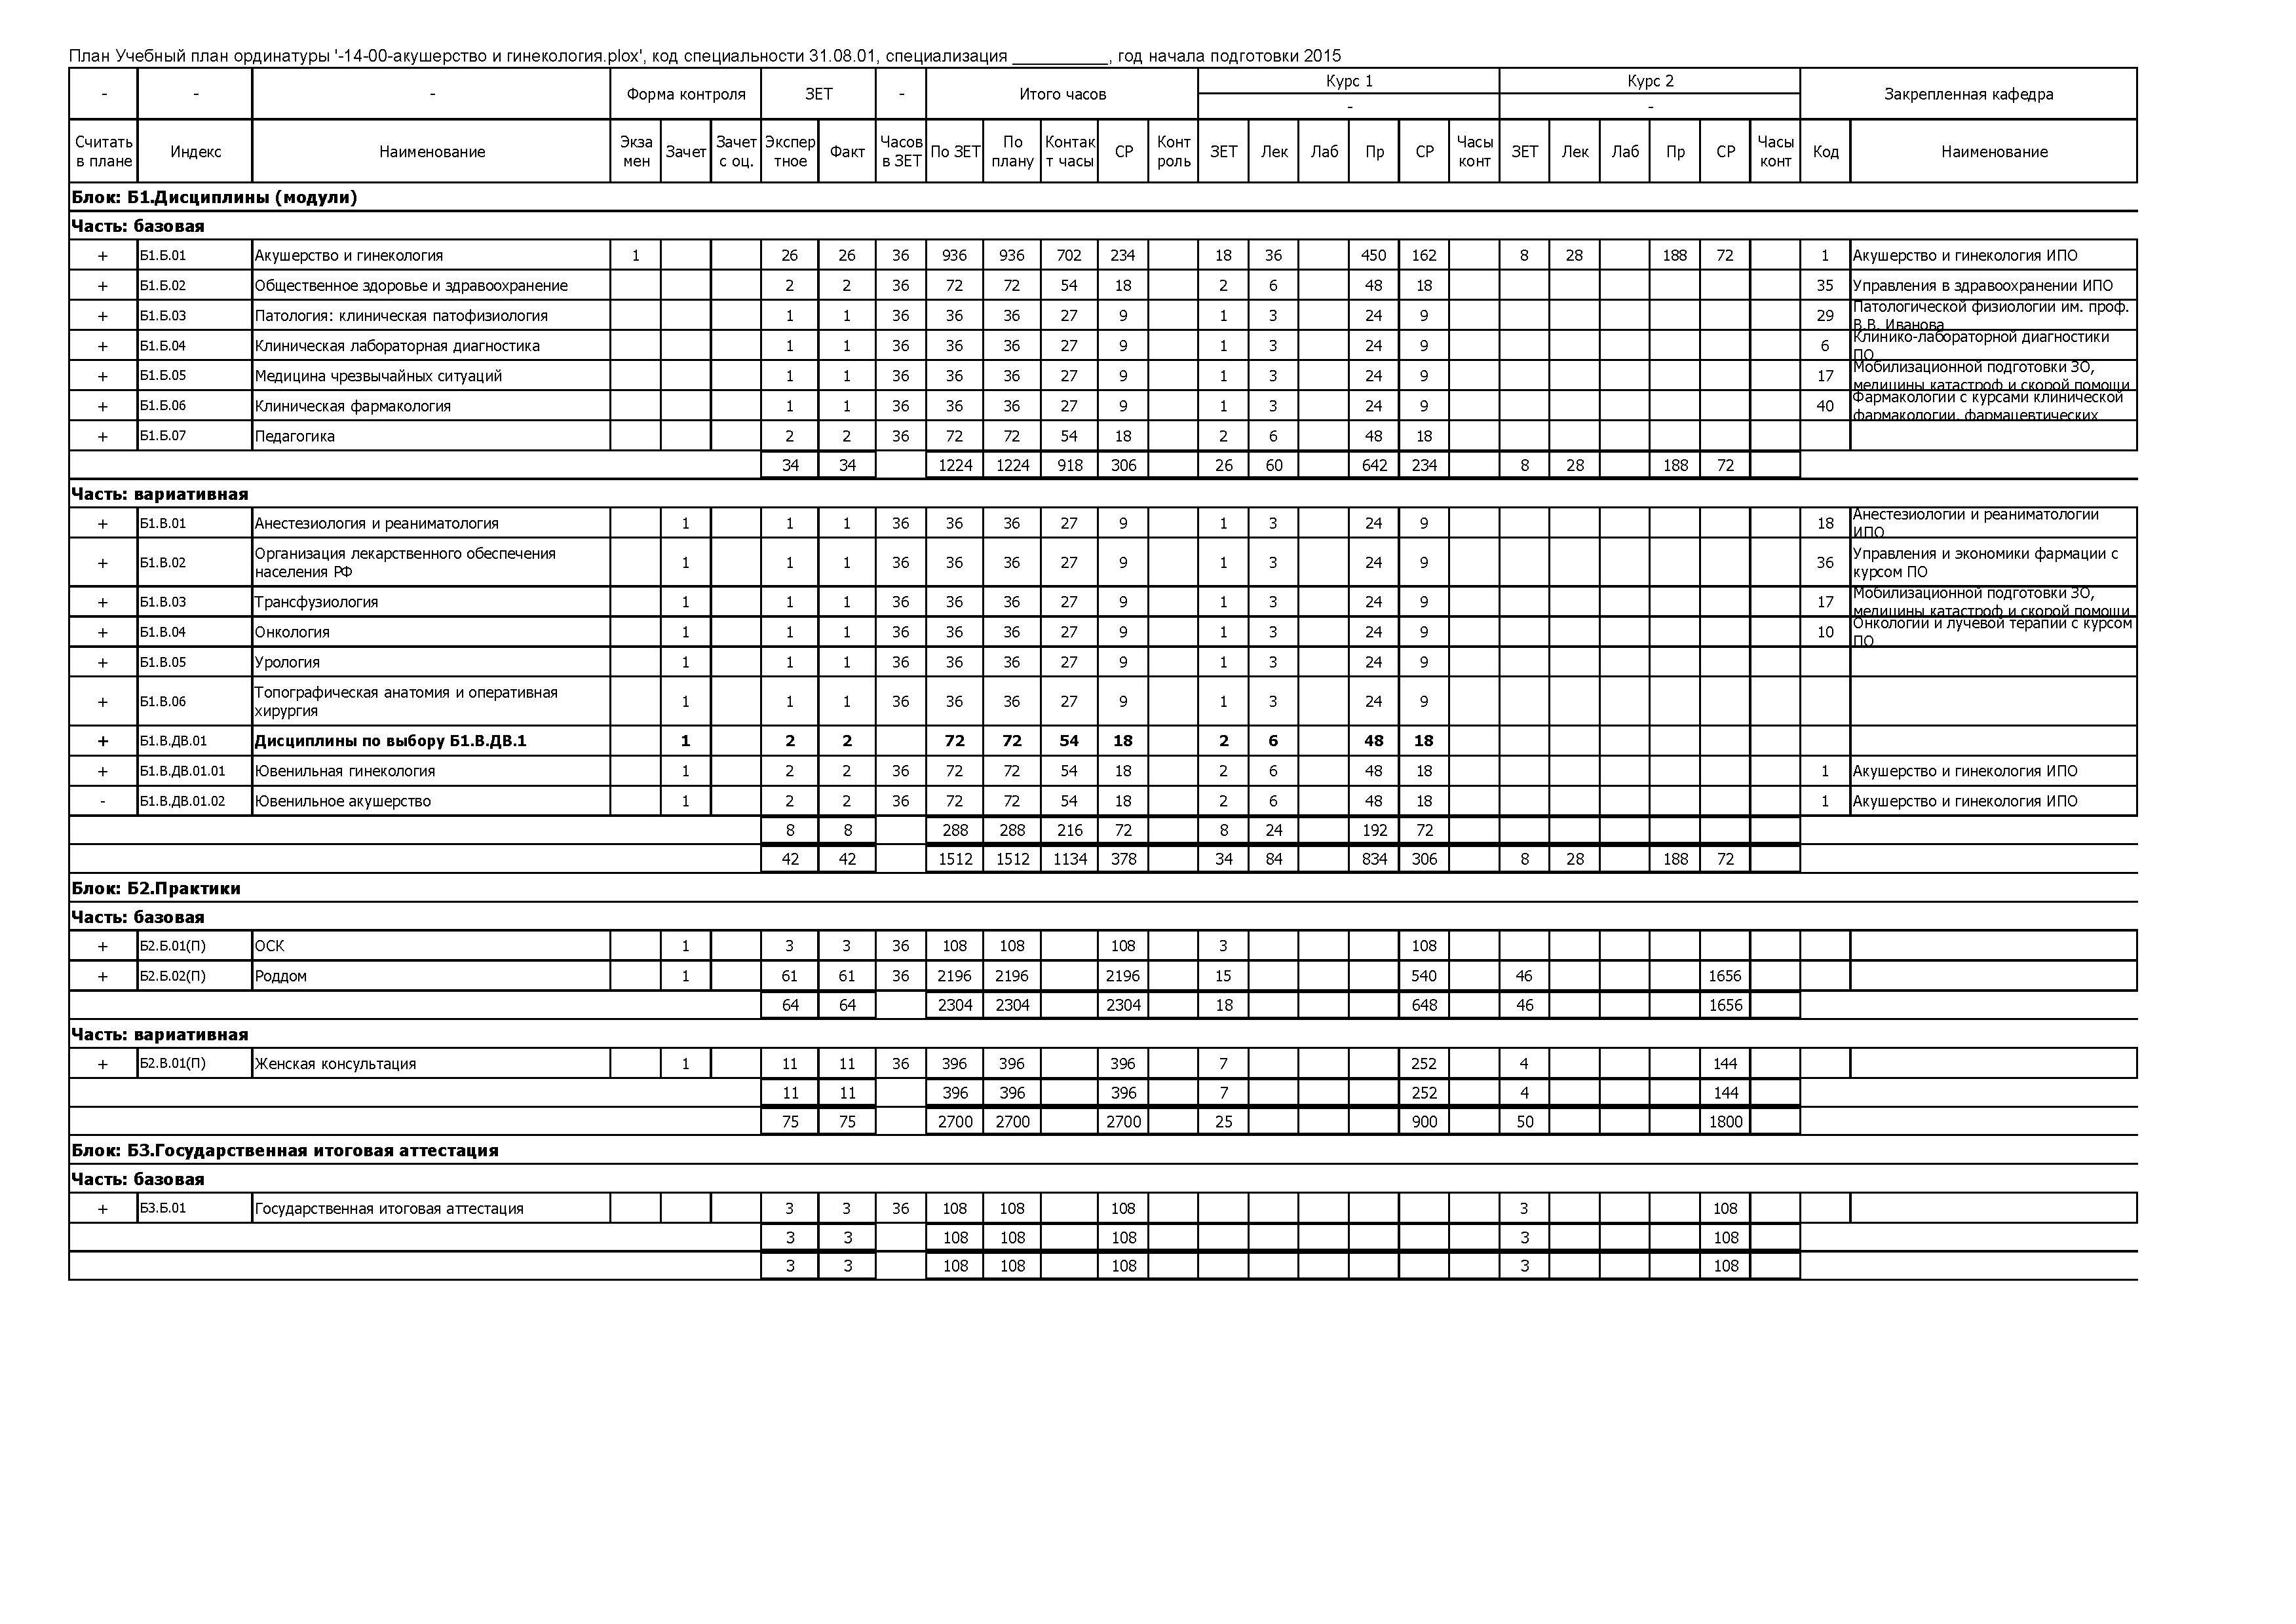 План Учебный план ординатуры '-14-00-акушерство и гинекология.plox', код специальности 31.08.01, специализация __________, год начала подготовки 2015
- - - Форма контроля ЗЕТ - Итого часов Курс 1 Курс 2 Закрепленная кафедра
- -
Считать в плане Индекс Наименование Экза мен Зачет Зачет с оц. Экспер тное Факт Часов в ЗЕТ По ЗЕТ По плану Контак т часы СР Конт роль ЗЕТ Лек Лаб Пр СР Часы конт ЗЕТ Лек Лаб Пр СР Часы конт Код Наименование
Блок: Б1.Дисциплины (модули)
Часть: базовая
+ Б1.Б.01 Акушерство и гинекология 1 26 26 36 936 936 702 234 18 36 450 162 8 28 188 72 1 Акушерство и гинекология ИПО
+ Б1.Б.02 Общественное здоровье и здравоохранение 2 2 36 72 72 54 18 2 6 48 18 35 Управления в здравоохранении ИПО
+ Б1.Б.03 Патология: клиническая патофизиология 1 1 36 36 36 27 9 1 3 24 9 29 Патологической физиологии им. проф. В.В. Иванова
+ Б1.Б.04 Клиническая лабораторная диагностика 1 1 36 36 36 27 9 1 3 24 9 6 Клинико-лабораторной диагностики ПО
+ Б1.Б.05 Медицина чрезвычайных ситуаций 1 1 36 36 36 27 9 1 3 24 9 17 Мобилизационной подготовки ЗО, медицины катастроф и скорой помощи
+ Б1.Б.06 Клиническая фармакология 1 1 36 36 36 27 9 1 3 24 9 40 Фармакологии с курсами клинической фармакологии, фармацевтических
+ Б1.Б.07 Педагогика 2 2 36 72 72 54 18 2 6 48 18
34 34 1224 1224 918 306 26 60 642 234 8 28 188 72
Часть: вариативная
+ Б1.В.01 Анестезиология и реаниматология 1 1 1 36 36 36 27 9 1 3 24 9 18 Анестезиологии и реаниматологии ИПО
+ Б1.В.02 Организация лекарственного обеспечения населения РФ 1 1 1 36 36 36 27 9 1 3 24 9 36 Управления и экономики фармации с курсом ПО
+ Б1.В.03 Трансфузиология 1 1 1 36 36 36 27 9 1 3 24 9 17 Мобилизационной подготовки ЗО, медицины катастроф и скорой помощи
+ Б1.В.04 Онкология 1 1 1 36 36 36 27 9 1 3 24 9 10 Онкологии и лучевой терапии с курсом ПО
+ Б1.В.05 Урология 1 1 1 36 36 36 27 9 1 3 24 9
+ Б1.В.06 Топографическая анатомия и оперативная хирургия 1 1 1 36 36 36 27 9 1 3 24 9
+ Б1.В.ДВ.01 Дисциплины по выбору Б1.В.ДВ.1 1 2 2 72 72 54 18 2 6 48 18
+ Б1.В.ДВ.01.01 Ювенильная гинекология 1 2 2 36 72 72 54 18 2 6 48 18 1 Акушерство и гинекология ИПО
- Б1.В.ДВ.01.02 Ювенильное акушерство 1 2 2 36 72 72 54 18 2 6 48 18 1 Акушерство и гинекология ИПО
8 8 288 288 216 72 8 24 192 72
42 42 1512 1512 1134 378 34 84 834 306 8 28 188 72
Блок: Б2.Практики
Часть: базовая
+ Б2.Б.01(П) ОСК 1 3 3 36 108 108 108 3 108
+ Б2.Б.02(П) Роддом 1 61 61 36 2196 2196 2196 15 540 46 1656
64 64 2304 2304 2304 18 648 46 1656
Часть: вариативная
+ Б2.В.01(П) Женская консультация 1 11 11 36 396 396 396 7 252 4 144
11 11 396 396 396 7 252 4 144
75 75 2700 2700 2700 25 900 50 1800
Блок: Б3.Государственная итоговая аттестация
Часть: базовая
+ Б3.Б.01 Государственная итоговая аттестация 3 3 36 108 108 108 3 108
3 3 108 108 108 3 108
3 3 108 108 108 3 108